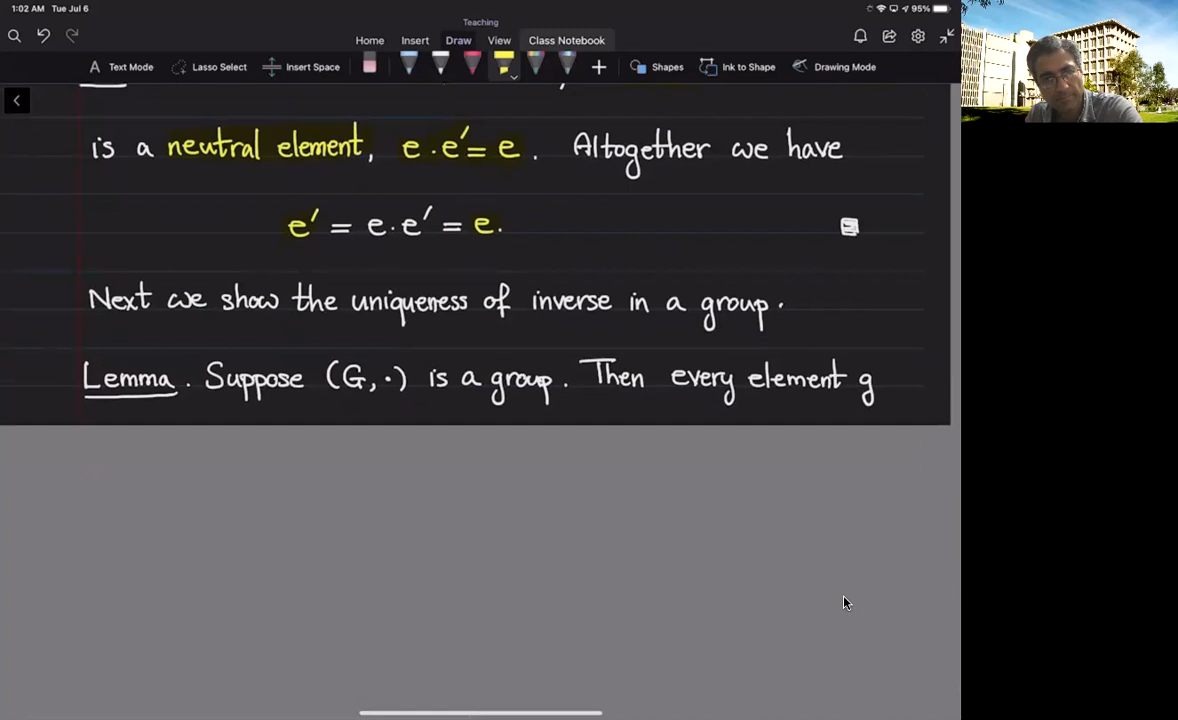 1:02 AM Tue Jul 6
95%
Teaching
Home Insert Draw View Class Notebook
Text Mode Lasso Select Insert Space Shapes Ink to Shape Drawing Mode
is a neutral element, e · e′ = e . Altogether we have
e′ = e · e′ = e.
Next we show the uniqueness of inverse in a group.
Lemma. Suppose (G, ·) is a group. Then every element g